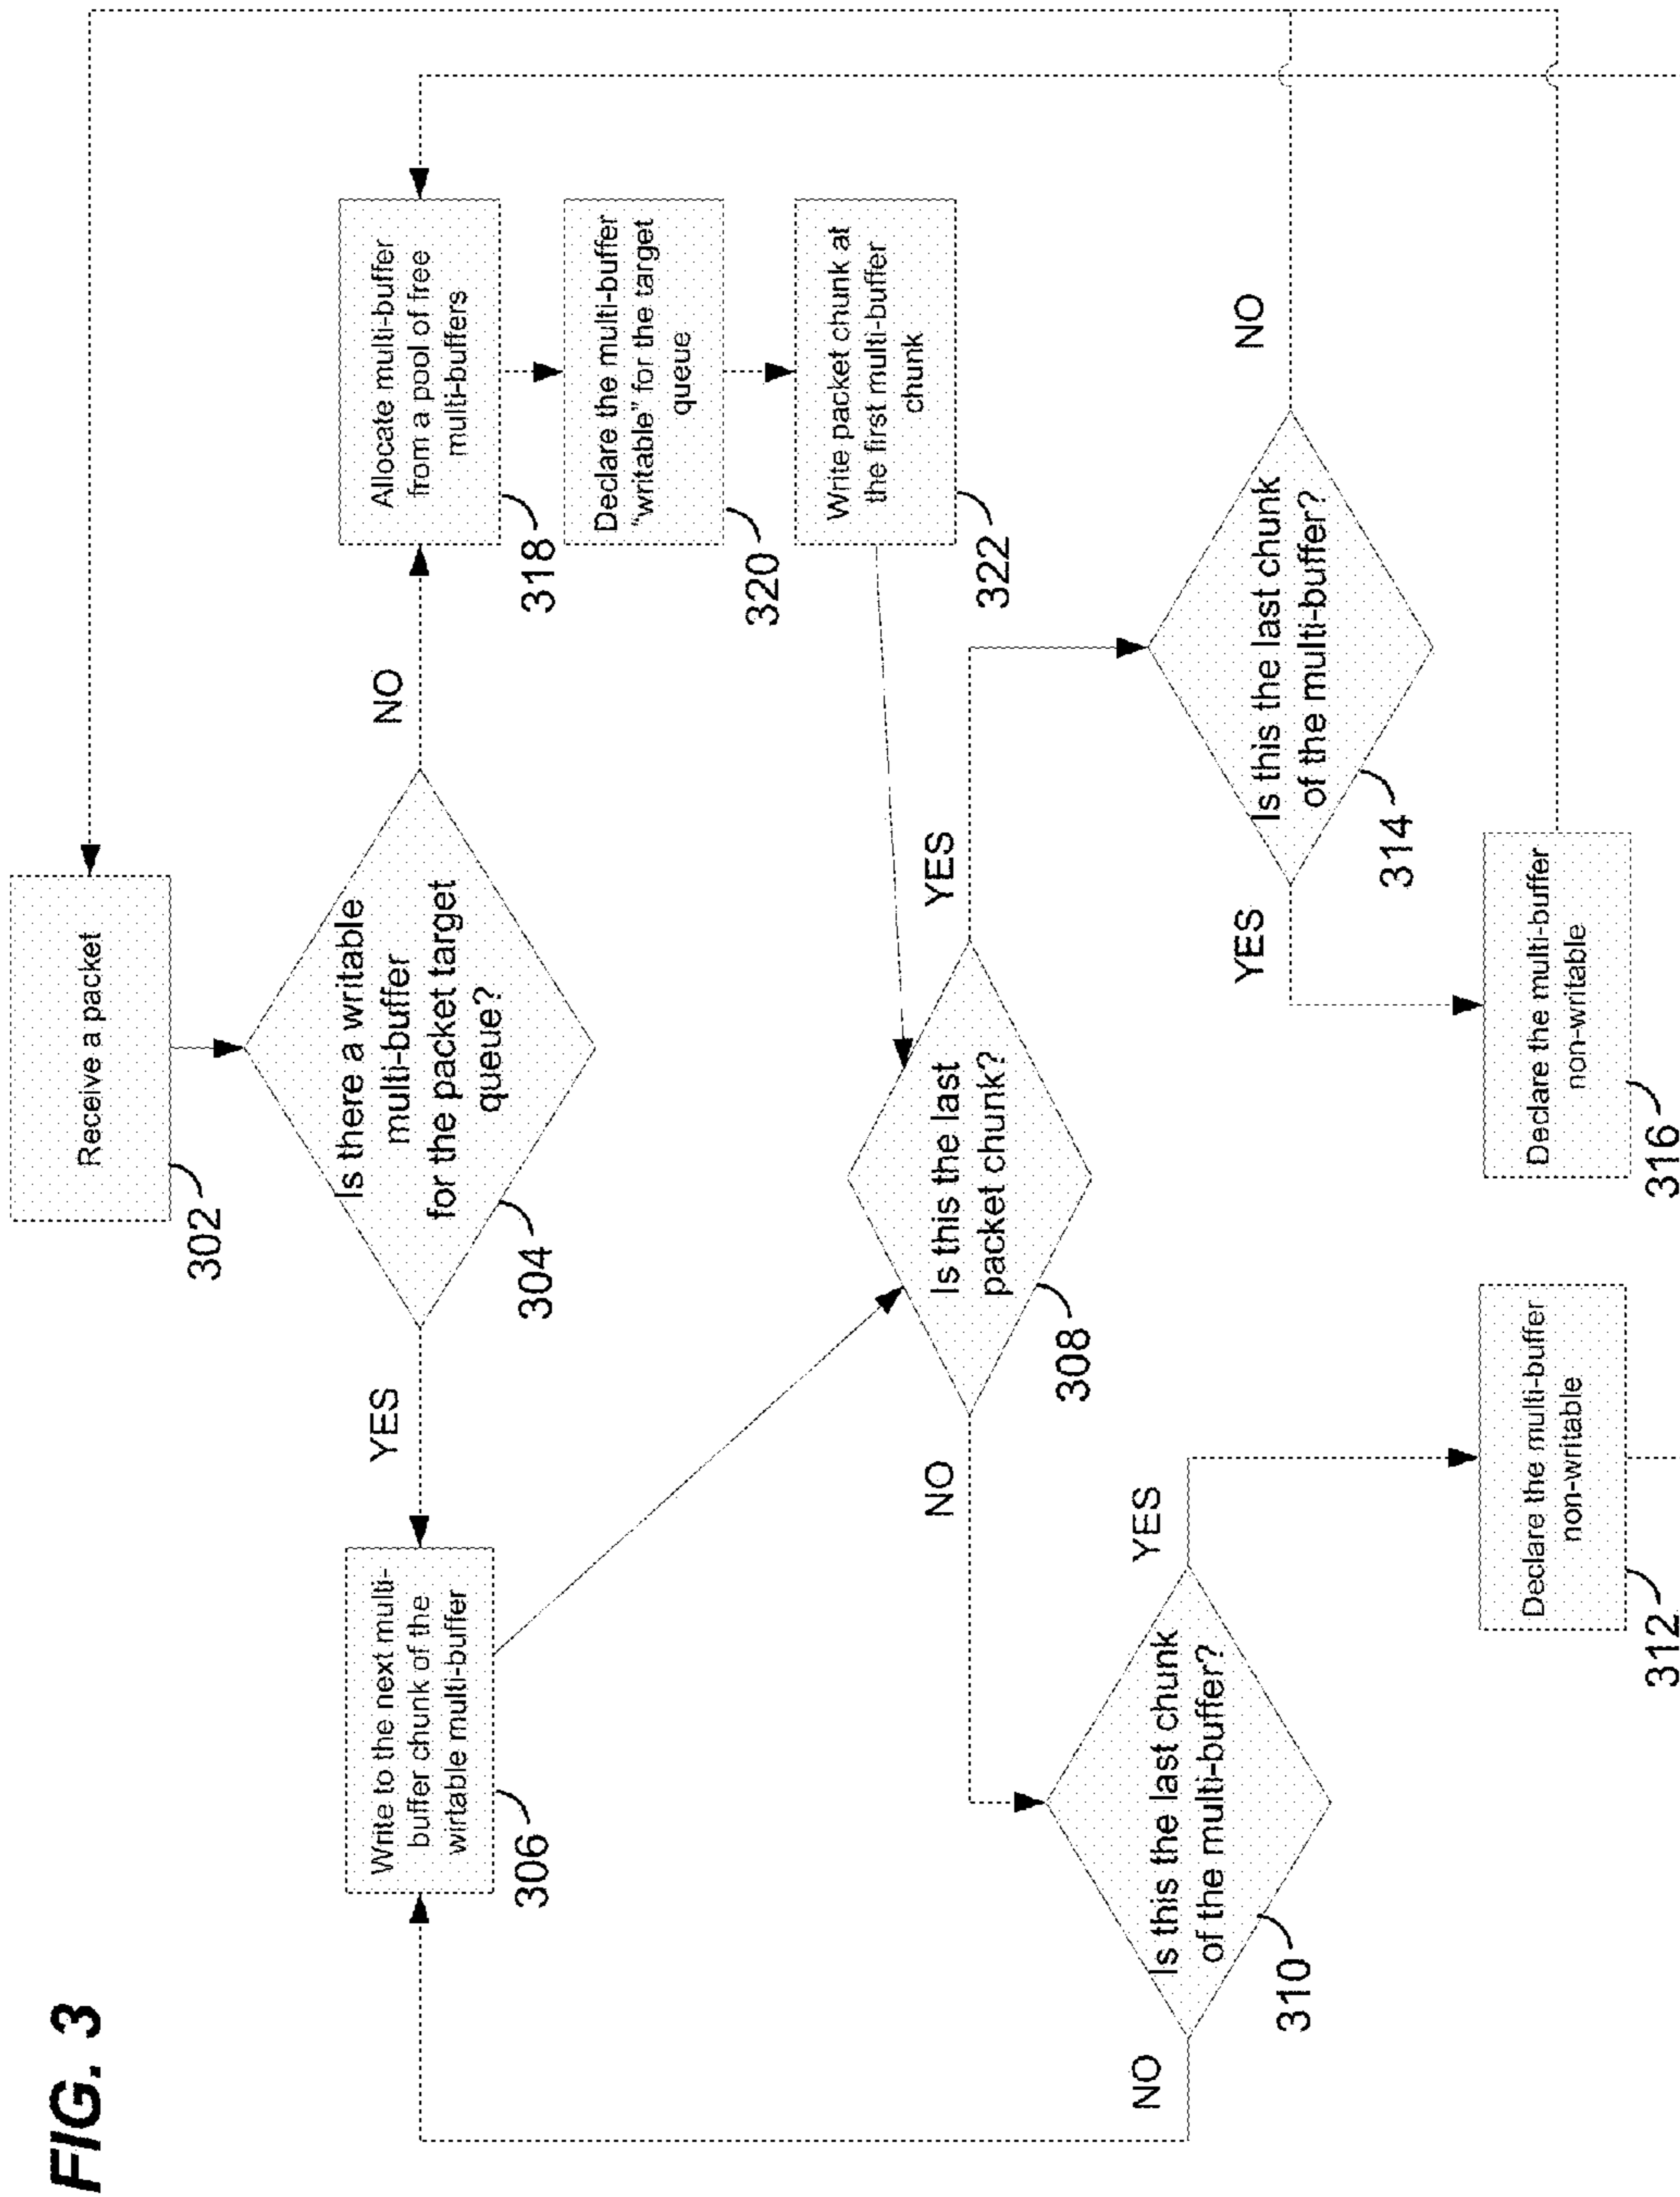 FIG. 3
Receive a packet
302
Is there a writable
multi-buffer
for the packet target
queue?
304
YES
NO
Write to the next multi-
buffer chunk of the
wirtable multi-buffer
306
Allocate multi-buffer
from a pool of free
multi-buffers
318
Declare the multi-buffer
"writable" for the target
queue
320
Write packet chunk at
the first multi-buffer
chunk
322
Is this the last
packet chunk?
308
NO
YES
Is this the last chunk
of the multi-buffer?
310
NO
YES
Is this the last chunk
of the multi-buffer?
314
YES
NO
Declare the multi-buffer
non-writable
312
Declare the multi-buffer
non-writable
316